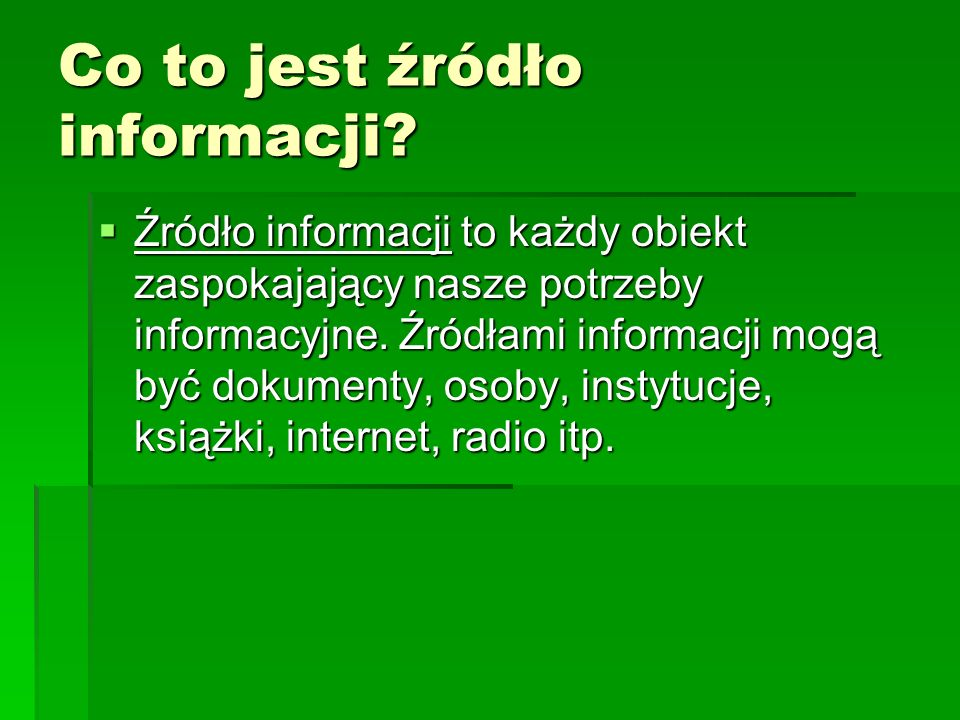 Co to jest źródło
informacji?
Źródło informacji to każdy obiekt
zaspokajający nasze potrzeby
informacyjne. Źródłami informacji mogą
być dokumenty, osoby, instytucje,
książki, internet, radio itp.